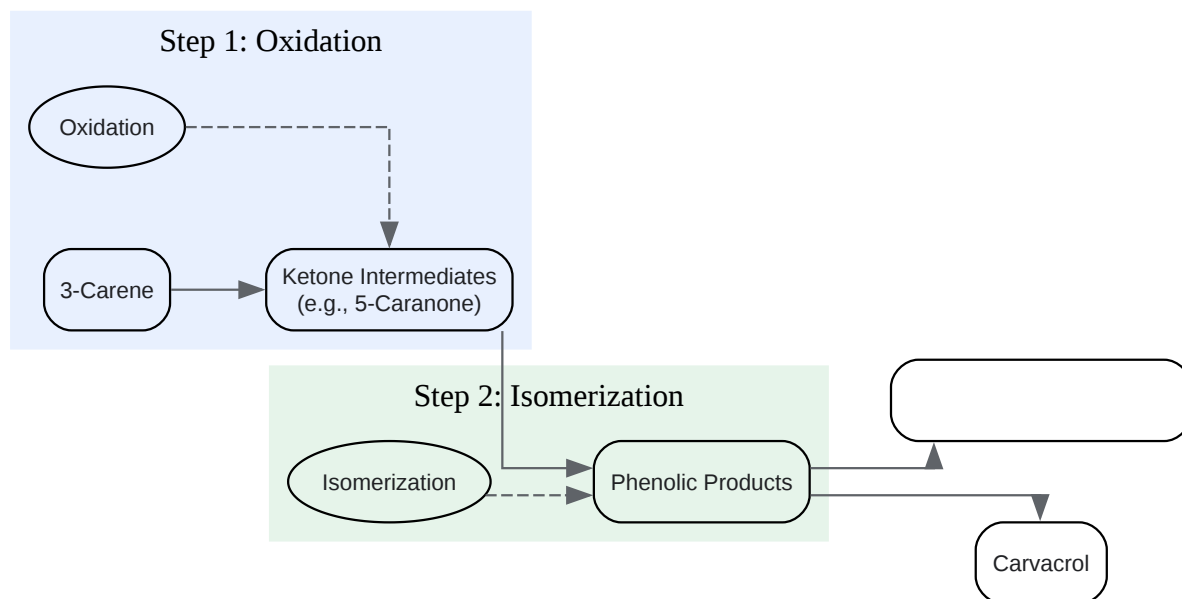 Step 1: Oxidation
Oxidation
3-Carene
Ketone Intermediates
(e.g., 5-Caranone)
Step 2: Isomerization
Isomerization
Phenolic Products
Carvacrol